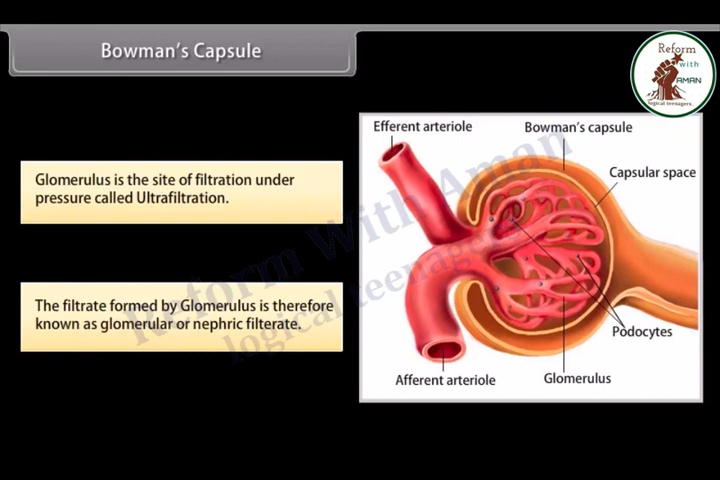 Bowman's Capsule
Reform
with
AMAN
logical teenagers.
Glomerulus is the site of filtration under
pressure called Ultrafiltration.
The filtrate formed by Glomerulus is therefore
known as glomerular or nephric filterate.
Efferent arteriole
Bowman's capsule
Capsular space
Podocytes
Afferent arteriole
Glomerulus
Reform With Aman
logical teenagers